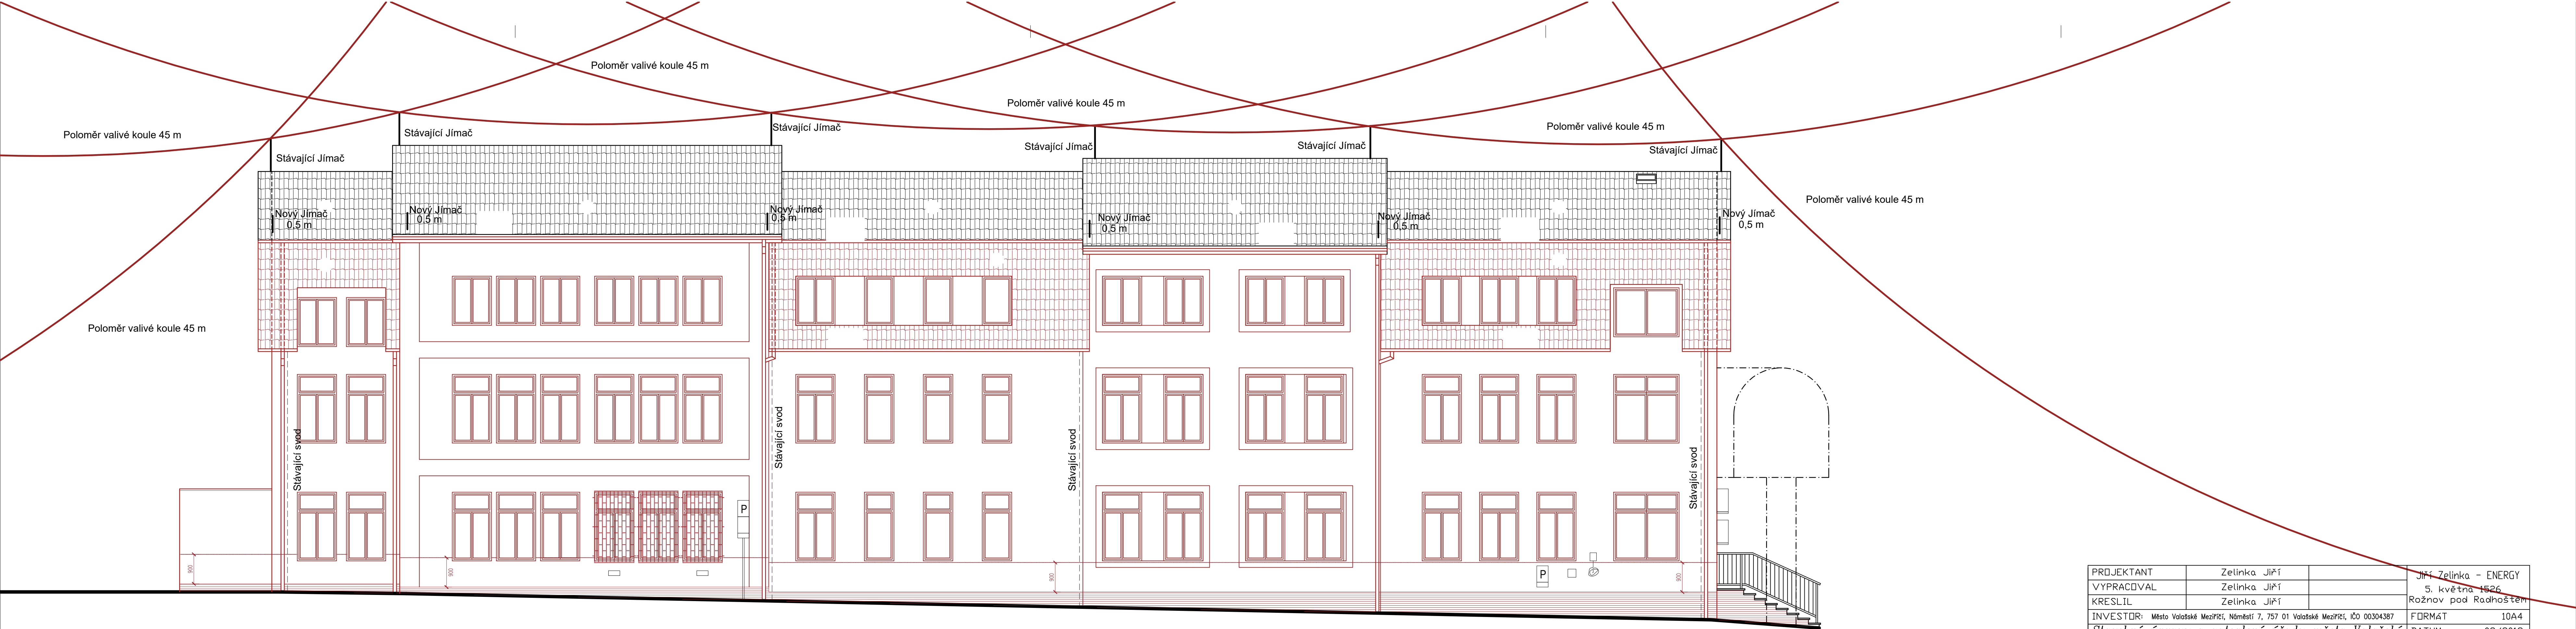 Poloměr valivé koule 45 m
Poloměr valivé koule 45 m
Poloměr valivé koule 45 m
Poloměr valivé koule 45 m
Stávající Jímač
Stávající Jímač
Stávající Jímač
Stávající Jímač
Stávající Jímač
Stávající Jímač
Poloměr valivé koule 45 m
Nový Jímač
0,5 m
Nový Jímač
0,5 m
Nový Jímač
0,5 m
Nový Jímač
0,5 m
Nový Jímač
0,5 m
Nový Jímač
0,5 m
Poloměr valivé koule 45 m
Stávající svod
Stávající svod
Stávající svod
Stávající svod
P
P
900
900
900
900
PROJEKTANT Zelinka Jiří
VYPRACOVAL Zelinka Jiří
KRESLIL Zelinka Jiří
Jiří Zelinka - ENERGY
5. května 1526
Rožnov pod Radhoštěm
INVESTOR: Město Valašské Meziříčí, Náměstí 7, 757 01 Valašské Meziříčí, IČO 00304387
FORMÁT 10A4